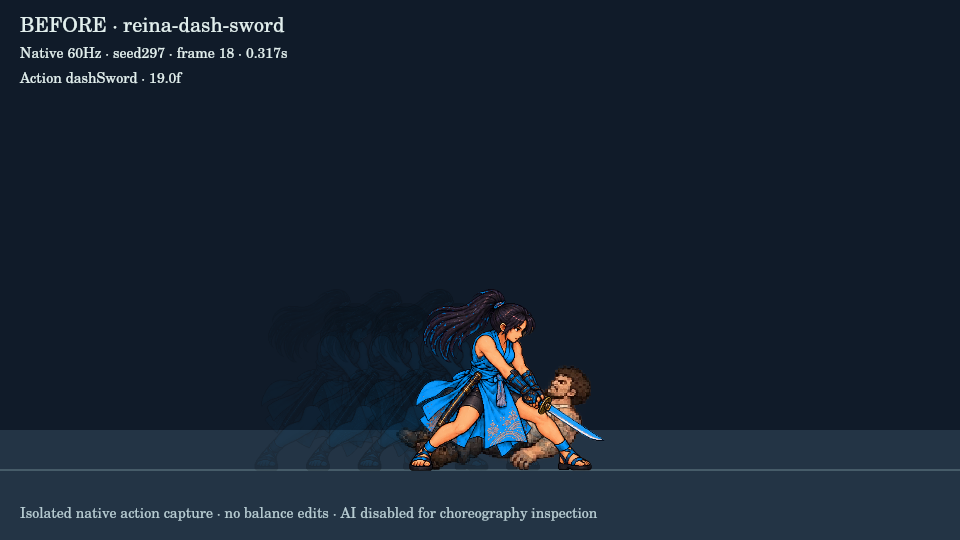 BEFORE · reina-dash-sword
Native 60Hz · seed297 · frame 18 · 0.317s
Action dashSword · 19.0f
Isolated native action capture · no balance edits · AI disabled for choreography inspection